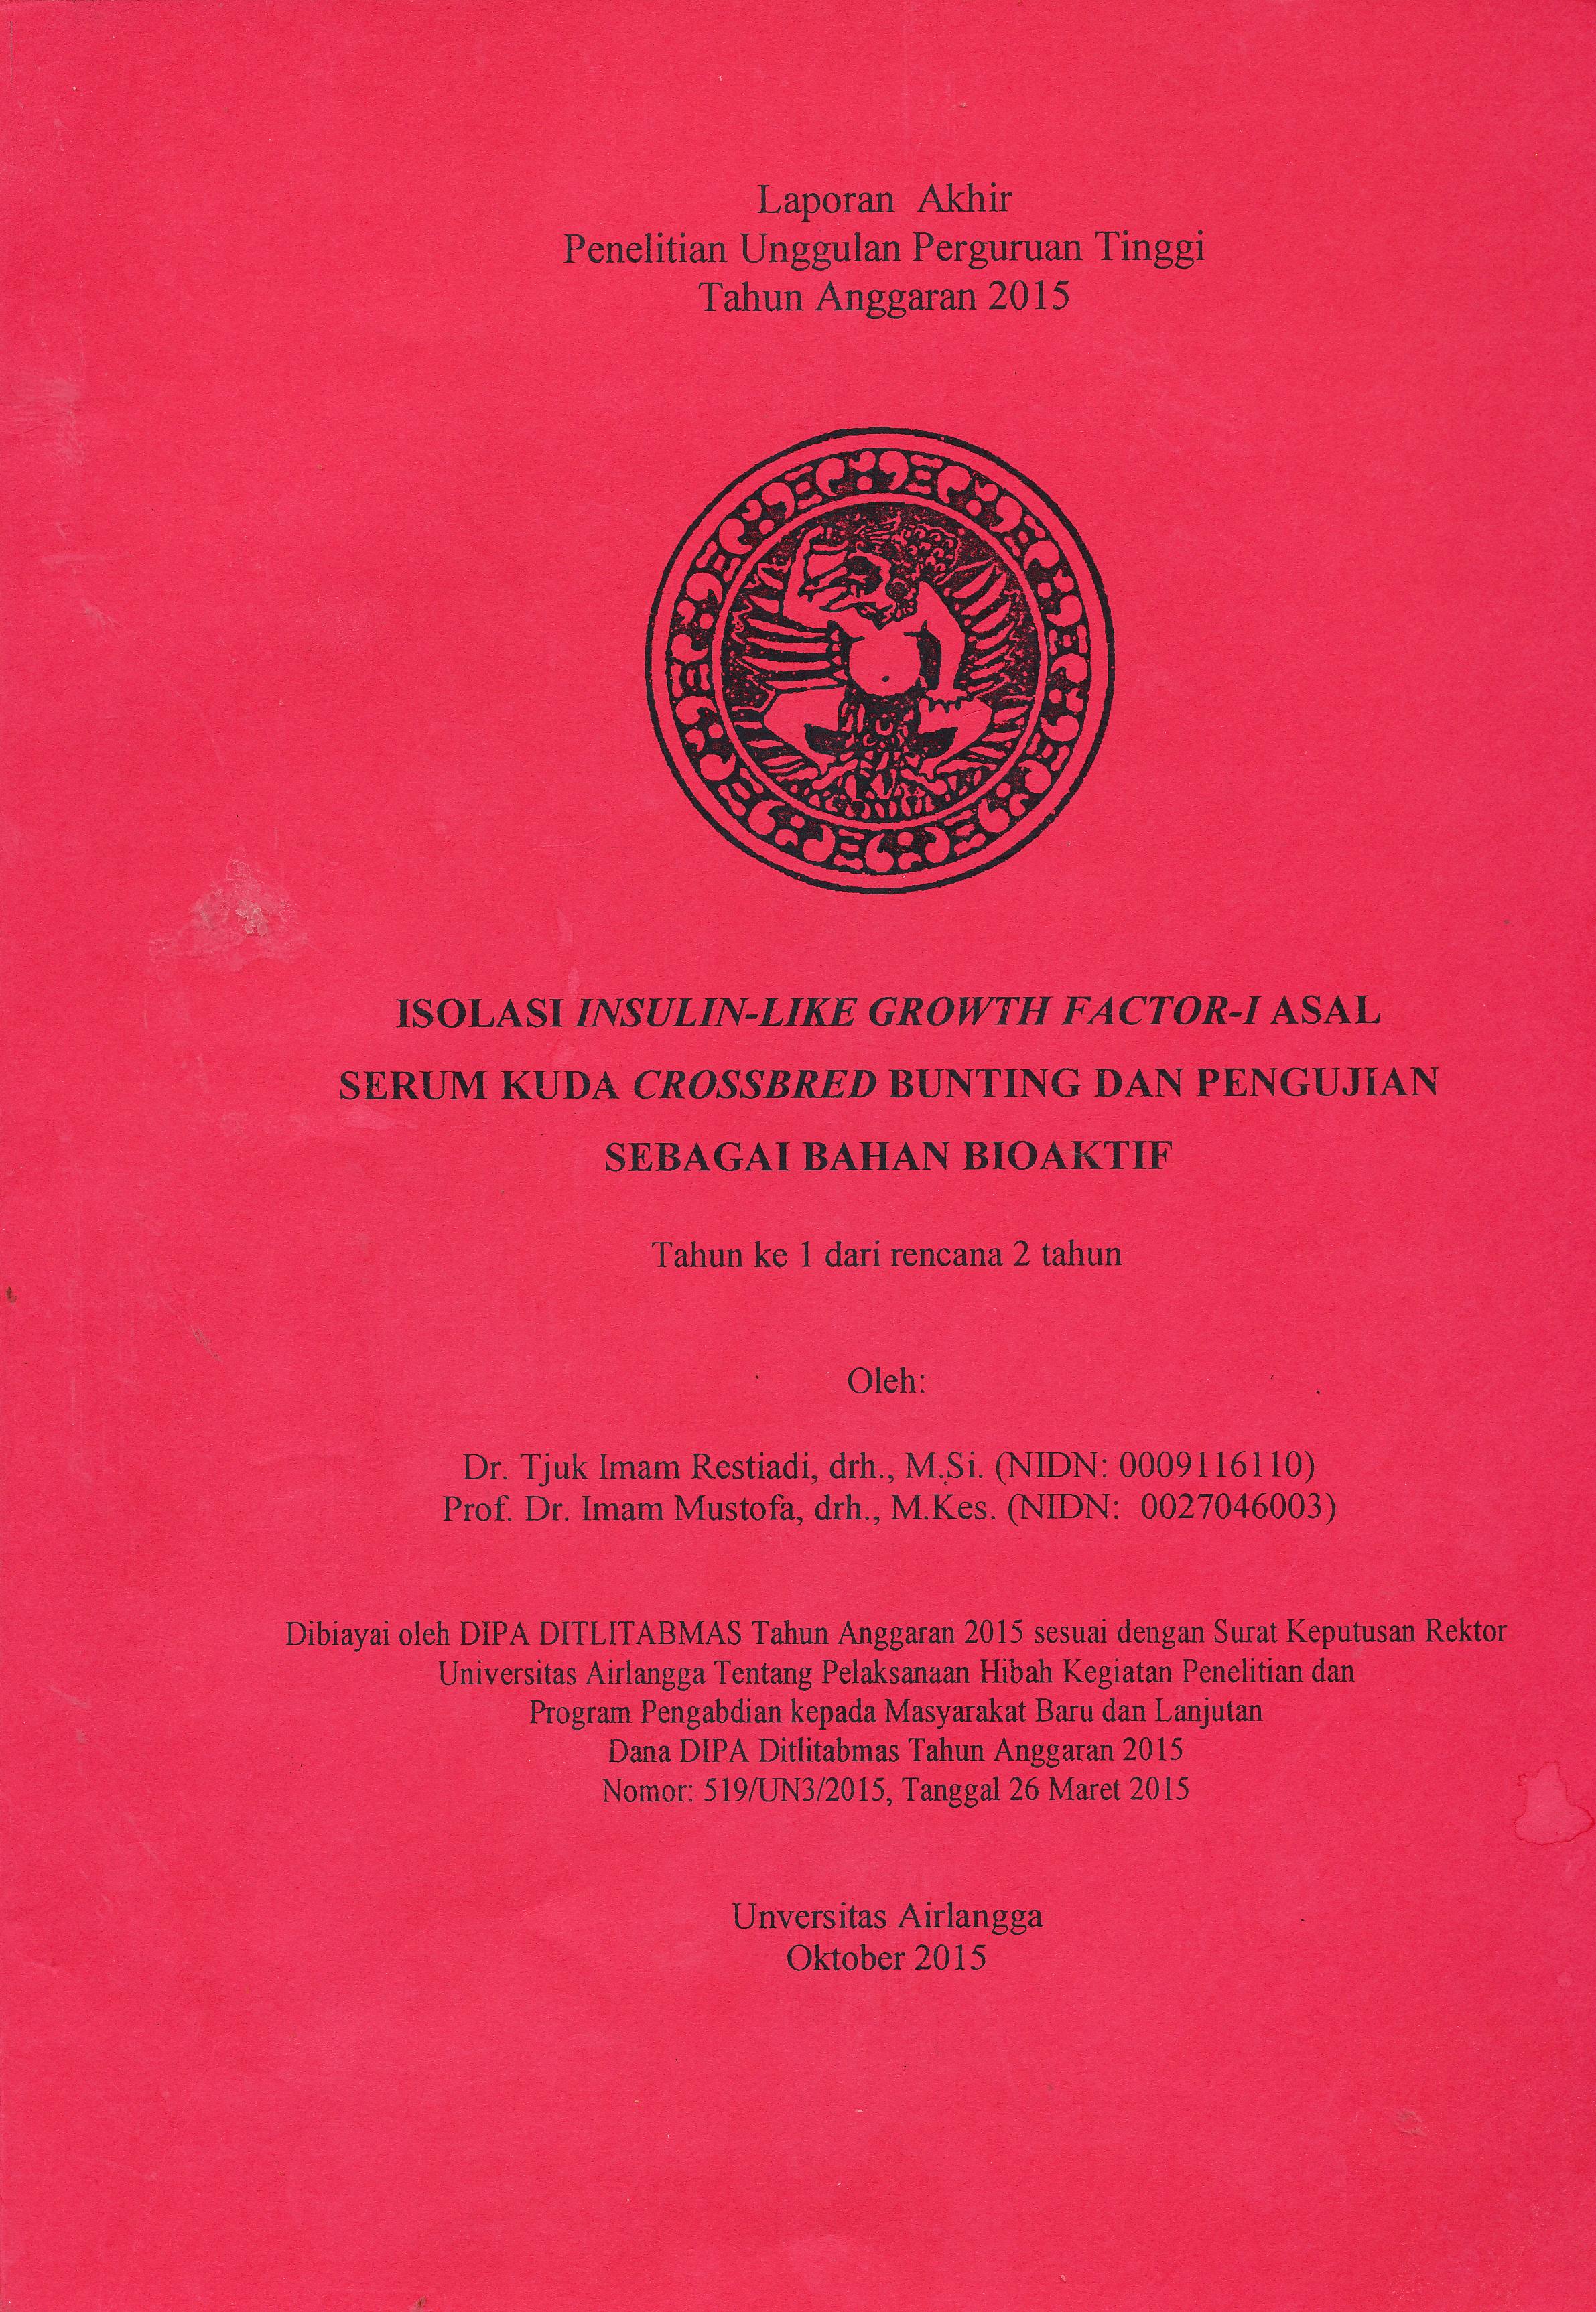 Laporan Akhir
Penelitian Unggulan Perguruan Tinggi
Tahun Anggaran 2015
ISOLASI INSULIN-LIKE GROWTH FACTOR-I ASAL
SERUM KUDA CROSSBRED BUNTING DAN PENGUJIAN
SEBAGAI BAHAN BIOAKTIF
Tahun ke 1 dari rencana 2 tahun
Oleh:
Dr. Tjuk Imam Restiadi, drh., M.Si. (NIDN: 0009116110)
Prof. Dr. Imam Mustofa, drh., M.Kes. (NIDN: 0027046003)
Dibiayai oleh DIPA DITLITABMAS Tahun Anggaran 2015 sesuai dengan Surat Keputusan Rektor
Universitas Airlangga Tentang Pelaksanaan Hibah Kegiatan Penelitian dan
Program Pengabdian kepada Masyarakat Baru dan Lanjutan
Dana DIPA Ditlitabmas Tahun Anggaran 2015
Nomor: 519/UN3/2015, Tanggal 26 Maret 2015
Unversitas Airlangga
Oktober 2015